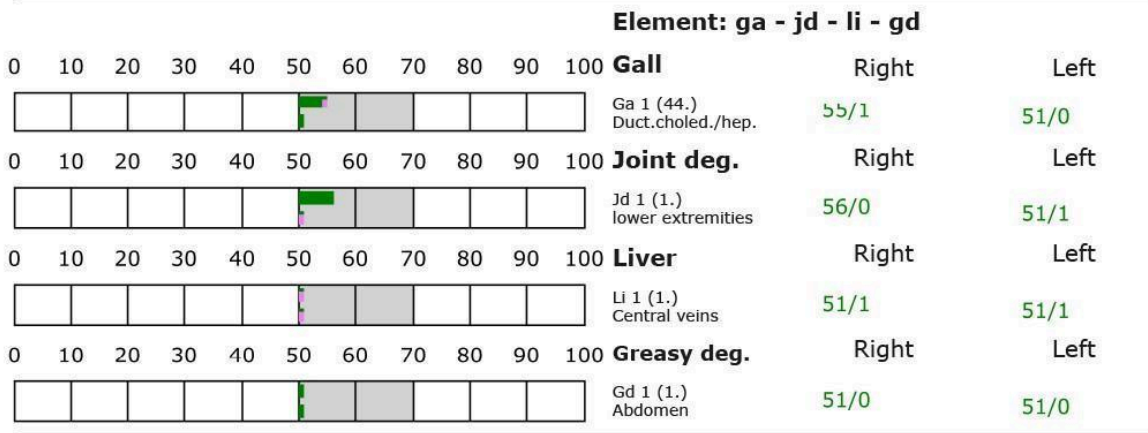 Element: ga - jd - li - gd
0 10 20 30 40 50 60 70 80 90 100 Gall Right Left
Ga 1 (44.)
Duct.choled./hep.
55/1 51/0
0 10 20 30 40 50 60 70 80 90 100 Joint deg. Right Left
Jd 1 (1.)
lower extremities
56/0 51/1
0 10 20 30 40 50 60 70 80 90 100 Liver Right Left
Li 1 (1.)
Central veins
51/1 51/1
0 10 20 30 40 50 60 70 80 90 100 Greasy deg. Right Left
Gd 1 (1.)
Abdomen
51/0 51/0